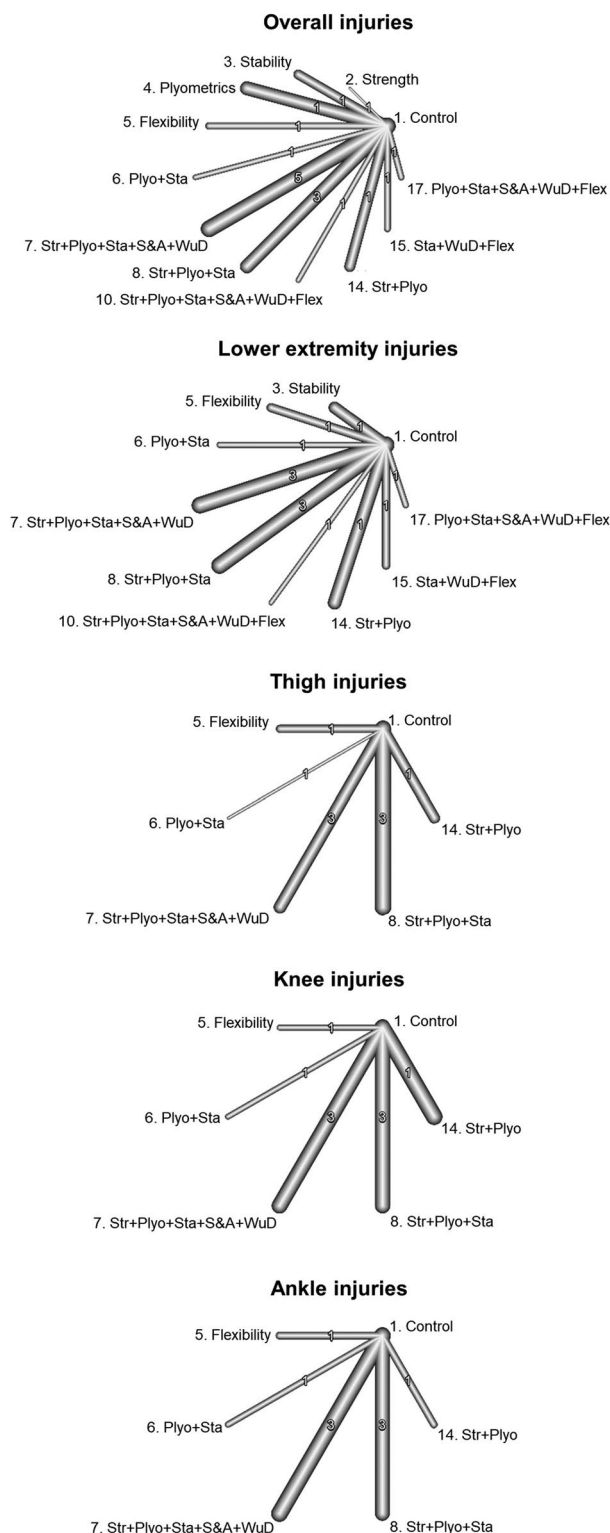 Overall injuries
3. Stability
2. Strength
4. Plyometrics
1. Control
5. Flexibility
6. Plyo+Sta
17. Plyo+Sta+S&A+WuD+Flex
7. Str+Plyo+Sta+S&A+WuD
15. Sta+WuD+Flex
8. Str+Plyo+Sta
14. Str+Plyo
10. Str+Plyo+Sta+S&A+WuD+Flex
1
1
1
1
1
1
5
3
1
1
1
1
Lower extremity injuries
3. Stability
5. Flexibility
1. Control
6. Plyo+Sta
7. Str+Plyo+Sta+S&A+WuD
17. Plyo+Sta+S&A+WuD+Flex
8. Str+Plyo+Sta
15. Sta+WuD+Flex
10. Str+Plyo+Sta+S&A+WuD+Flex
14. Str+Plyo
1
1
1
3
3
1
1
1
1
Thigh injuries
5. Flexibility
1. Control
6. Plyo+Sta
14. Str+Plyo
7. Str+Plyo+Sta+S&A+WuD
8. Str+Plyo+Sta
1
1
1
3
3
Knee injuries
5. Flexibility
1. Control
6. Plyo+Sta
14. Str+Plyo
7. Str+Plyo+Sta+S&A+WuD
8. Str+Plyo+Sta
1
1
1
3
3
Ankle injuries
5. Flexibility
1. Control
6. Plyo+Sta
14. Str+Plyo
7. Str+Plyo+Sta+S&A+WuD
8. Str+Plyo+Sta
1
1
1
3
3